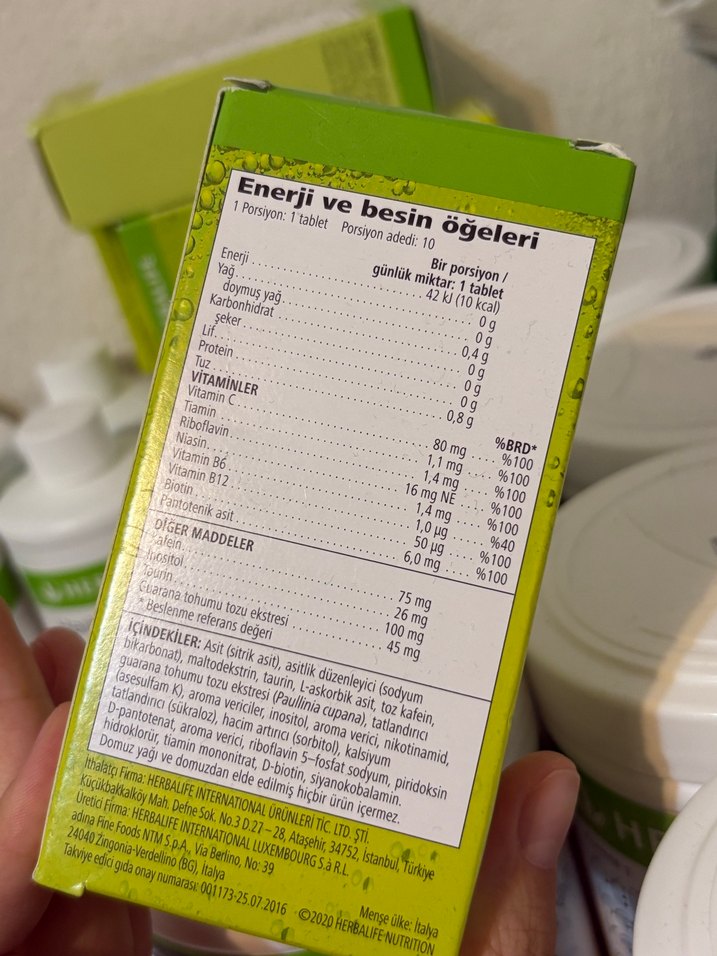 Enerji ve besin öğeleri
1 Porsiyon: 1 tablet Porsiyon adedi: 10
Bir porsiyon /
günlük miktar: 1 tablet
Enerji 42 kJ (10 kcal)
Yağ 0 g
doymuş yağ 0 g
Karbonhidrat 0,4 g
şeker 0 g
Lif 0 g
Protein 0 g
Tuz 0,8 g
VİTAMİNLER %BRD*
Vitamin C 80 mg %100
Tiamin 1,1 mg %100
Riboflavin 1,4 mg %100
Niasin 16 mg NE %100
Vitamin B6 1,4 mg %100
Vitamin B12 1,0 µg %40
Biotin 50 µg %100
Pantotenik asit 6,0 mg %100
DİĞER MADDELER
Kafein 75 mg
İnositol 26 mg
Taurin 100 mg
Guarana tohumu tozu ekstresi 45 mg
* Beslenme referans değeri
İÇİNDEKİLER: Asit (sitrik asit), asitlik düzenleyici (sodyum
bikarbonat), maltodekstrin, taurin, L-askorbik asit, toz kafein,
guarana tohumu tozu ekstresi (Paullinia cupana), tatlandırıcı
(asesulfam K), aroma vericiler, inositol, aroma verici, nikotinamid,
tatlandırıcı (sükraloz), hacim artırıcı (sorbitol), kalsiyum
D-pantotenat, aroma verici, riboflavin 5-fosfat sodyum, piridoksin
hidroklorür, tiamin mononitrat, D-biotin, siyanokobalamin.
Domuz yağı ve domuzdan elde edilmiş hiçbir ürün içermez.
İthalatçı Firma: HERBALIFE INTERNATIONAL ÜRÜNLERİ TİC. LTD. ŞTİ.
Küçükbakkalköy Mah. Defne Sok. No.3 D.27 – 28, Ataşehir, 34752, İstanbul, Türkiye
Üretici Firma: HERBALIFE INTERNATIONAL LUXEMBOURG S.à R.L.
adına Fine Foods NTM S.p.A., Via Berlino, No: 39
24040 Zingonia-Verdellino (BG), İtalya
Takviye edici gıda onay numarası: 001173-25.07.2016
Menşe ülke: İtalya
©2020 HERBALIFE NUTRITION